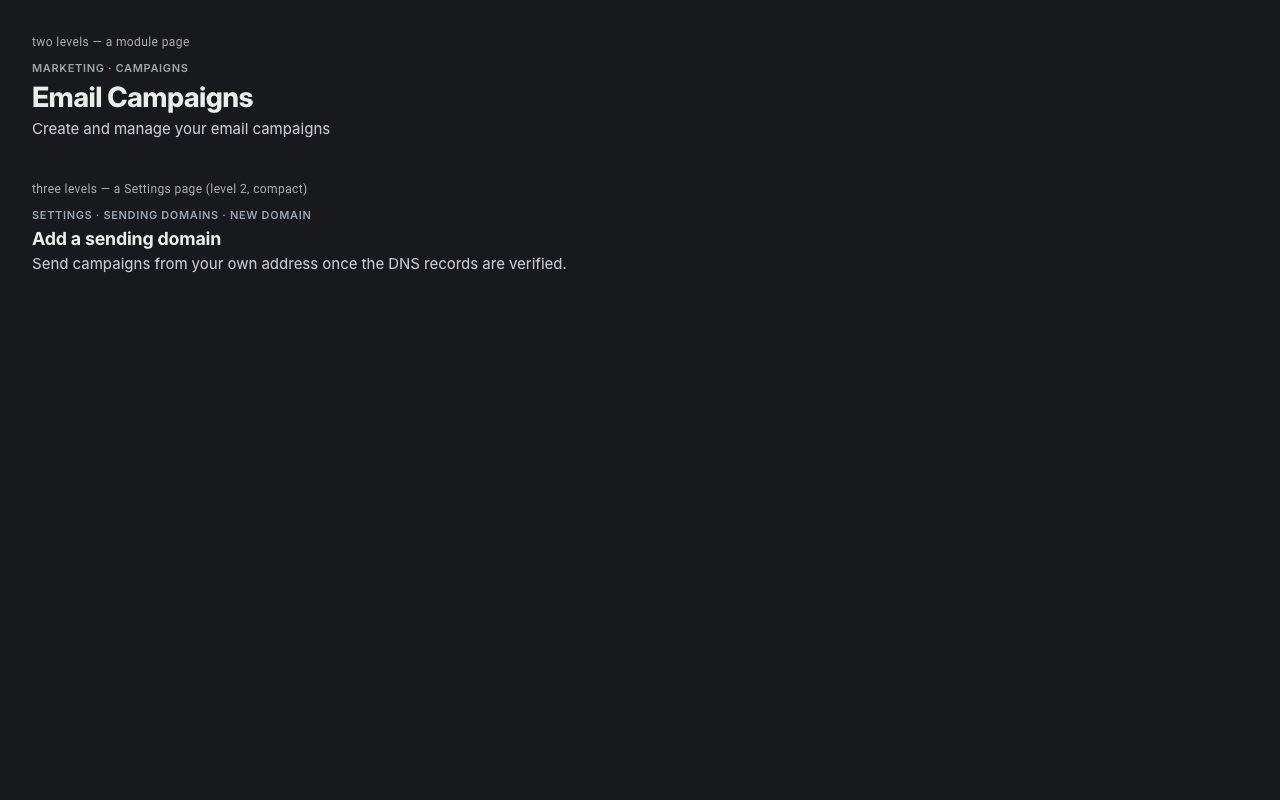 two levels — a module page
MARKETING · CAMPAIGNS
Email Campaigns
Create and manage your email campaigns
three levels — a Settings page (level 2, compact)
SETTINGS · SENDING DOMAINS · NEW DOMAIN
Add a sending domain
Send campaigns from your own address once the DNS records are verified.